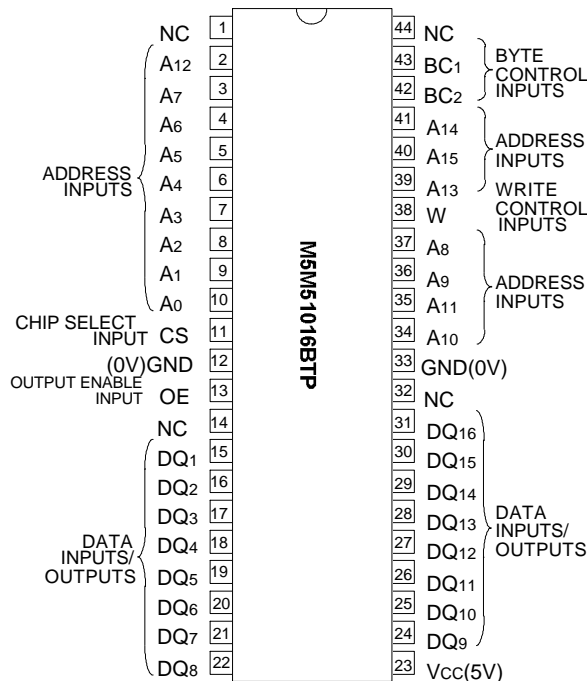 M5M51016BTP
NC 1
A12 2
A7 3
A6 4
A5 5
A4 6
A3 7
A2 8
A1 9
A0 10
ADDRESS
INPUTS
CHIP SELECT
INPUT
CS 11
(0V)GND 12
OUTPUT ENABLE
INPUT
OE 13
NC 14
DQ1 15
DQ2 16
DQ3 17
DQ4 18
DQ5 19
DQ6 20
DQ7 21
DQ8 22
DATA
INPUTS/
OUTPUTS
44 NC
43 BC1
42 BC2
BYTE
CONTROL
INPUTS
41 A14
40 A15
39 A13
ADDRESS
INPUTS
38 W
WRITE
CONTROL
INPUTS
37 A8
36 A9
35 A11
34 A10
ADDRESS
INPUTS
33 GND(0V)
32 NC
31 DQ16
30 DQ15
29 DQ14
28 DQ13
27 DQ12
26 DQ11
25 DQ10
24 DQ9
DATA
INPUTS/
OUTPUTS
23 VCC(5V)